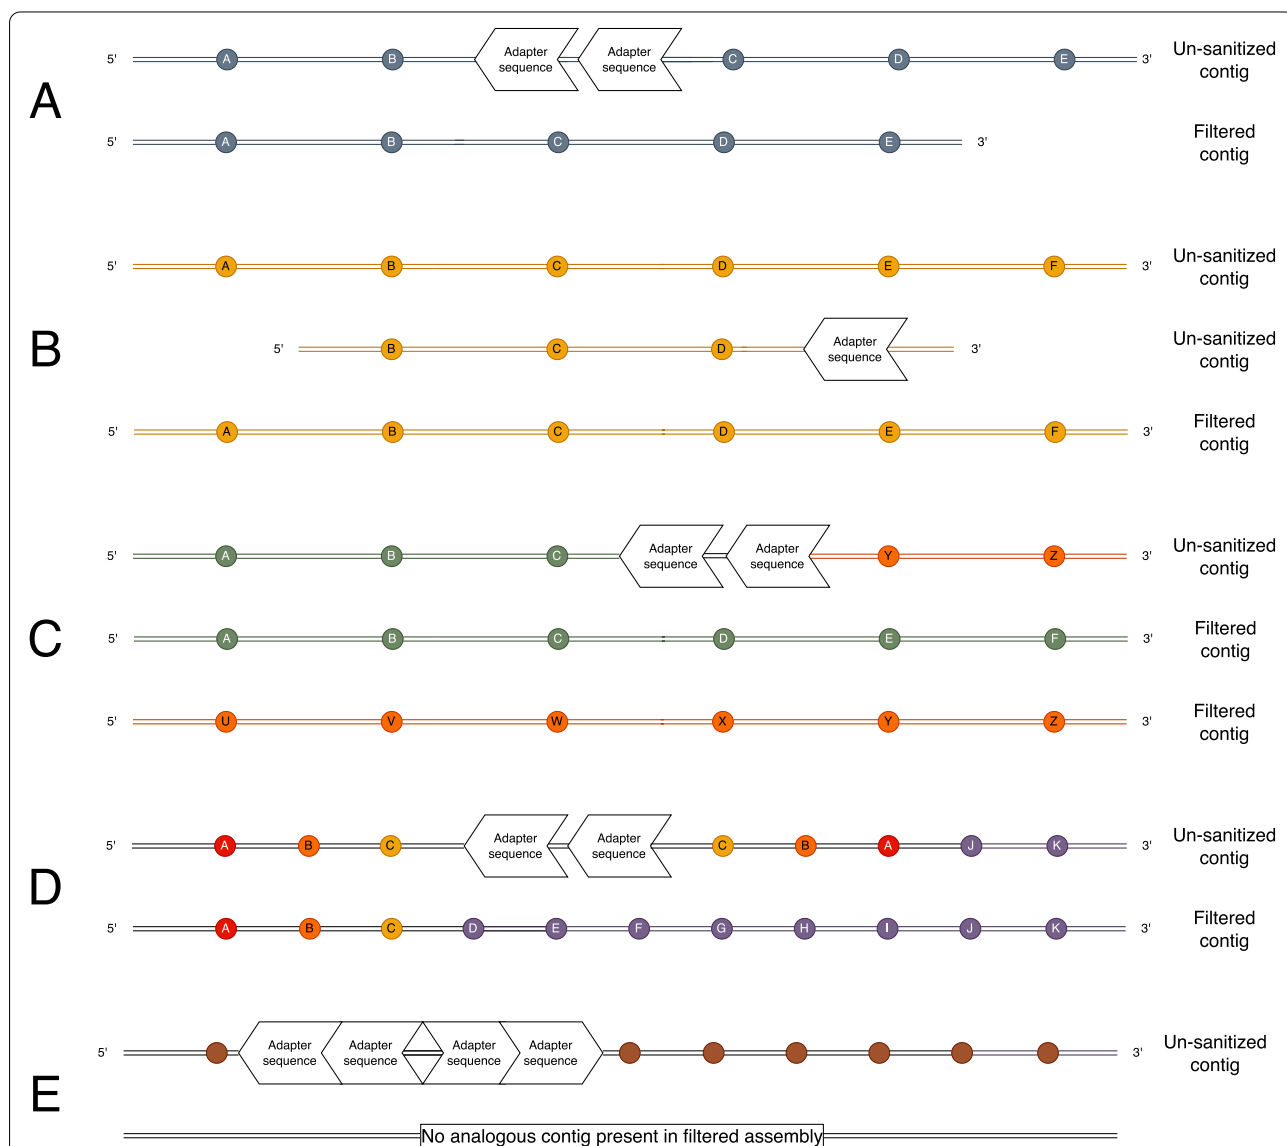 5' A B Adapter sequence Adapter sequence C D E 3' Un-sanitized contig
A
5' A B C D E 3' Filtered contig
5' A B C D E F 3' Un-sanitized contig
B
5' B C D Adapter sequence 3' Un-sanitized contig
5' A B C D E F 3' Filtered contig
5' A B C Adapter sequence Adapter sequence Y Z 3' Un-sanitized contig
C
5' A B C D E F 3' Filtered contig
5' U V W X Y Z 3' Filtered contig
5' A B C Adapter sequence Adapter sequence C B A J K 3' Un-sanitized contig
D
5' A B C D E F G H I J K 3' Filtered contig
5' Adapter sequence Adapter sequence Adapter sequence Adapter sequence 3' Un-sanitized contig
E
No analogous contig present in filtered assembly